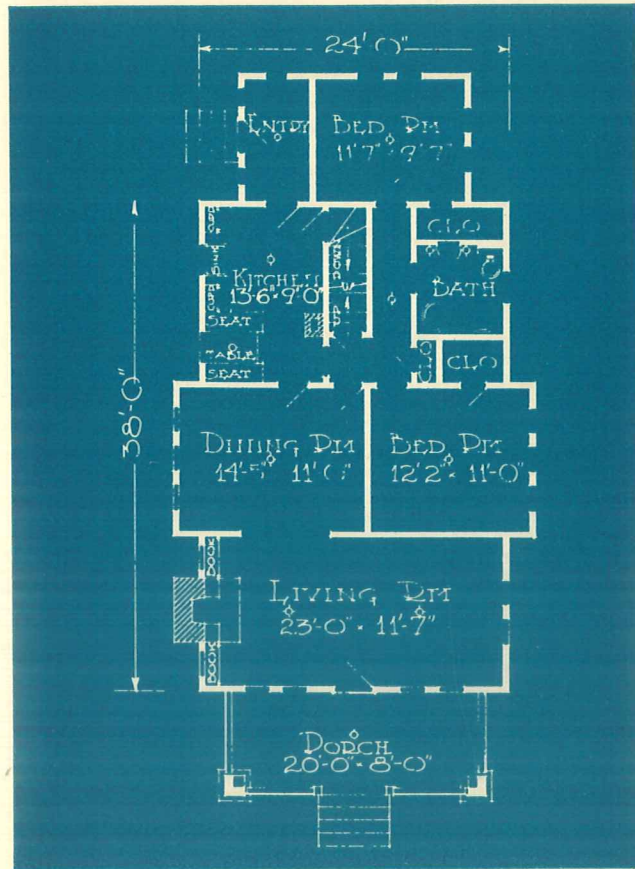 24'-0"
ENTRY
BED RM
11'7" × 9'7"
CLO
KITCHEN
13'-6" × 9'-0"
BATH
SEAT
TABLE
SEAT
CLO
38'-0"
DINING RM
14'-5" 11'0"
BED RM
12'2" × 11'-0"
BOOK
LIVING RM
23'-0" × 11'-7"
BOOK
PORCH
20'-0" × 8'-0"